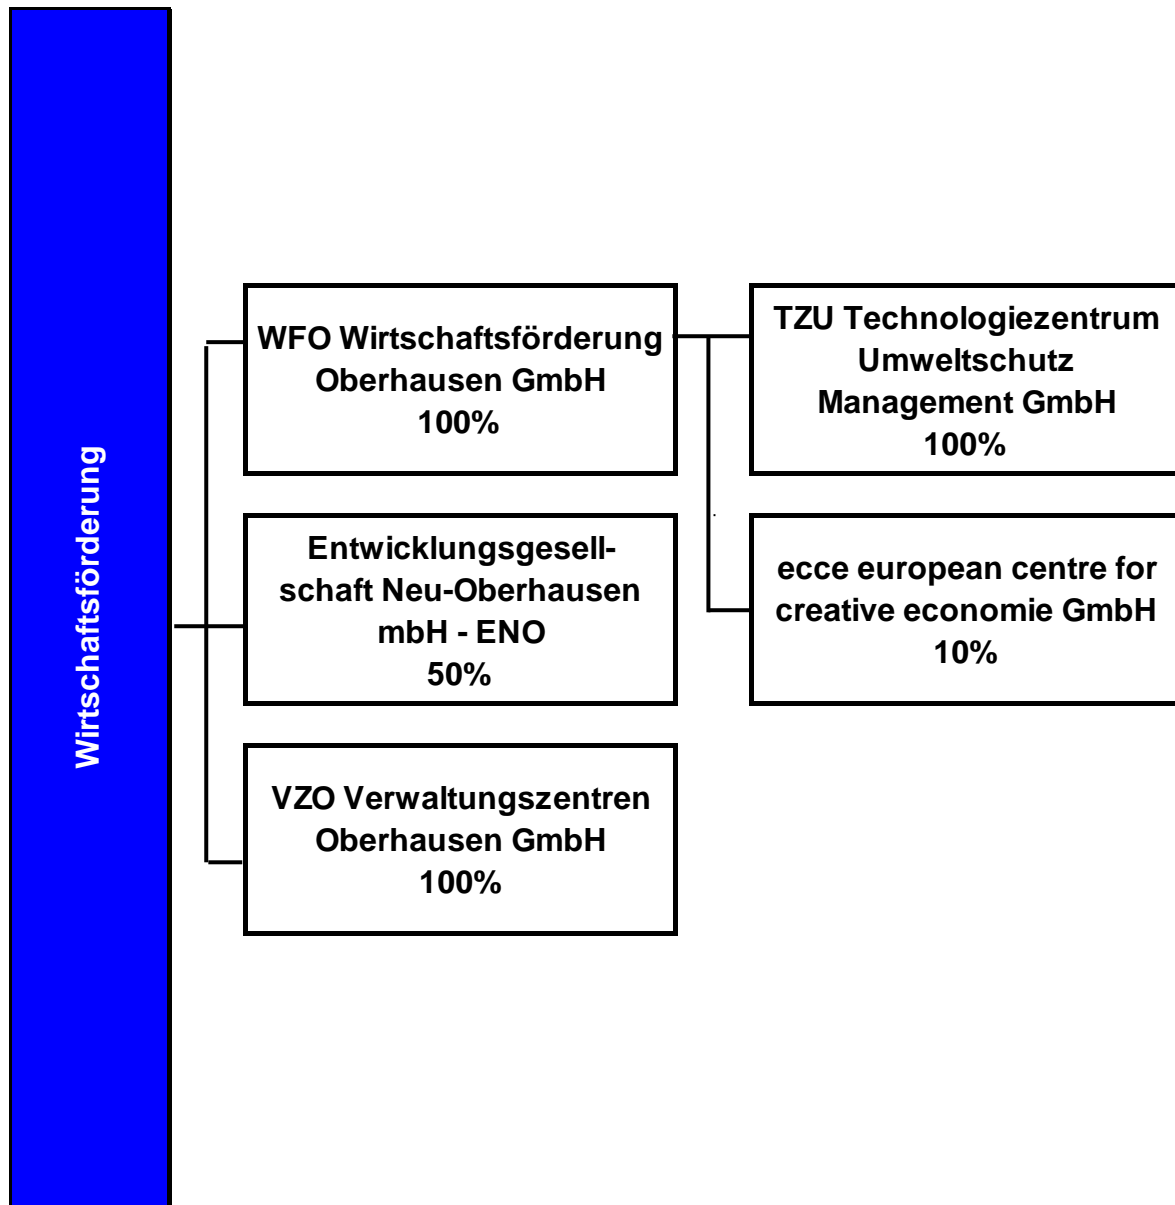 Wirtschaftsförderung
WFO Wirtschaftsförderung
Oberhausen GmbH
100%
Entwicklungsgesell-
schaft Neu-Oberhausen
mbH - ENO
50%
VZO Verwaltungszentren
Oberhausen GmbH
100%
TZU Technologiezentrum
Umweltschutz
Management GmbH
100%
ecce european centre for
creative economie GmbH
10%